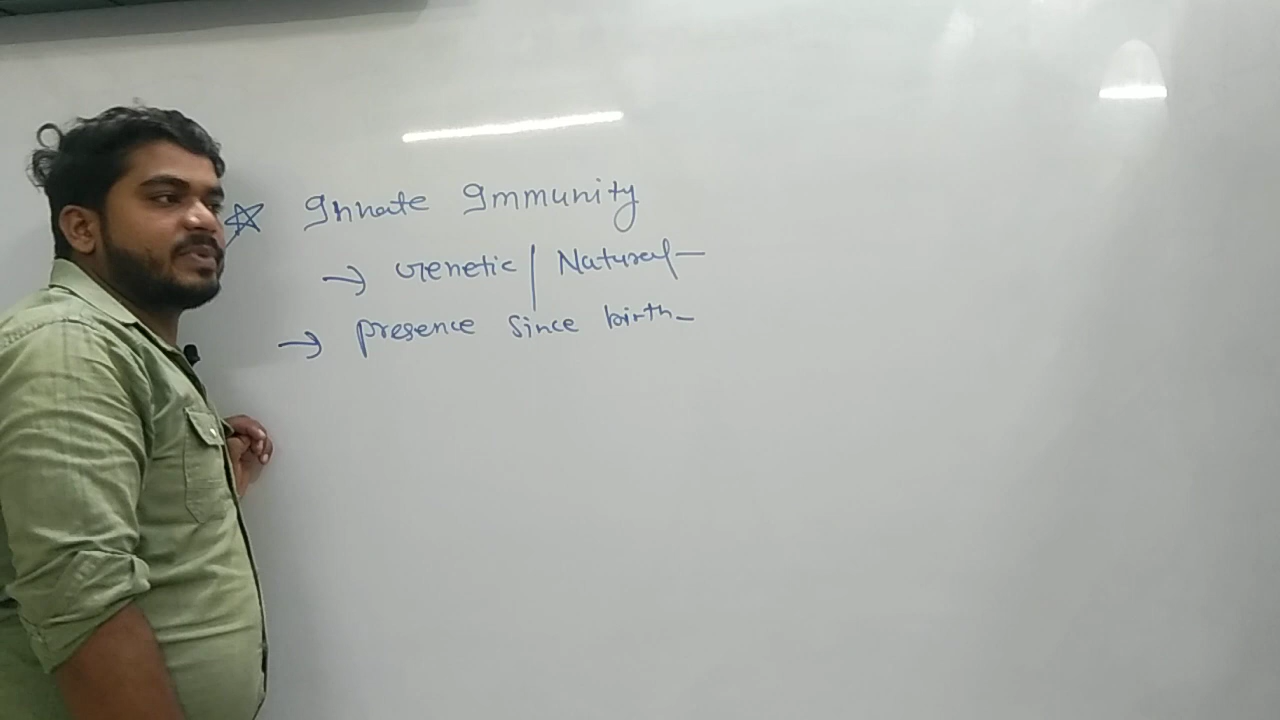 Innate Immunity
→ Genetic | Natural —
→ presence since birth –